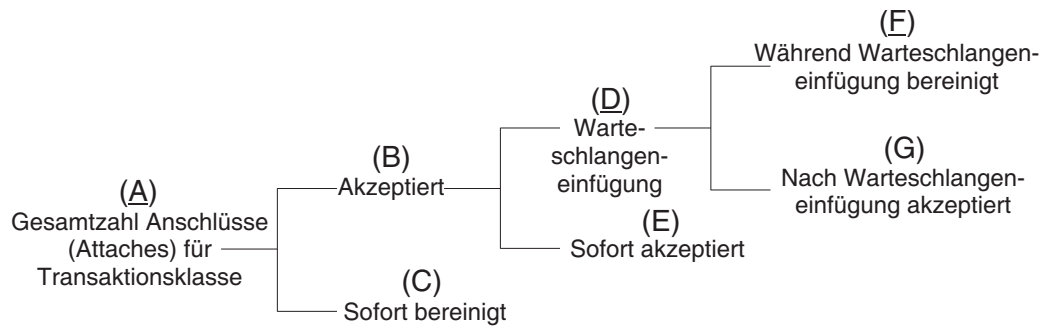 (F)
Während Warteschlangen-
einfügung bereinigt
(D)
Warte-
schlangen-
einfügung
(G)
Nach Warteschlangen-
einfügung akzeptiert
(B)
Akzeptiert
(A)
Gesamtzahl Anschlüsse
(Attaches) für
Transaktionsklasse
(E)
Sofort akzeptiert
(C)
Sofort bereinigt